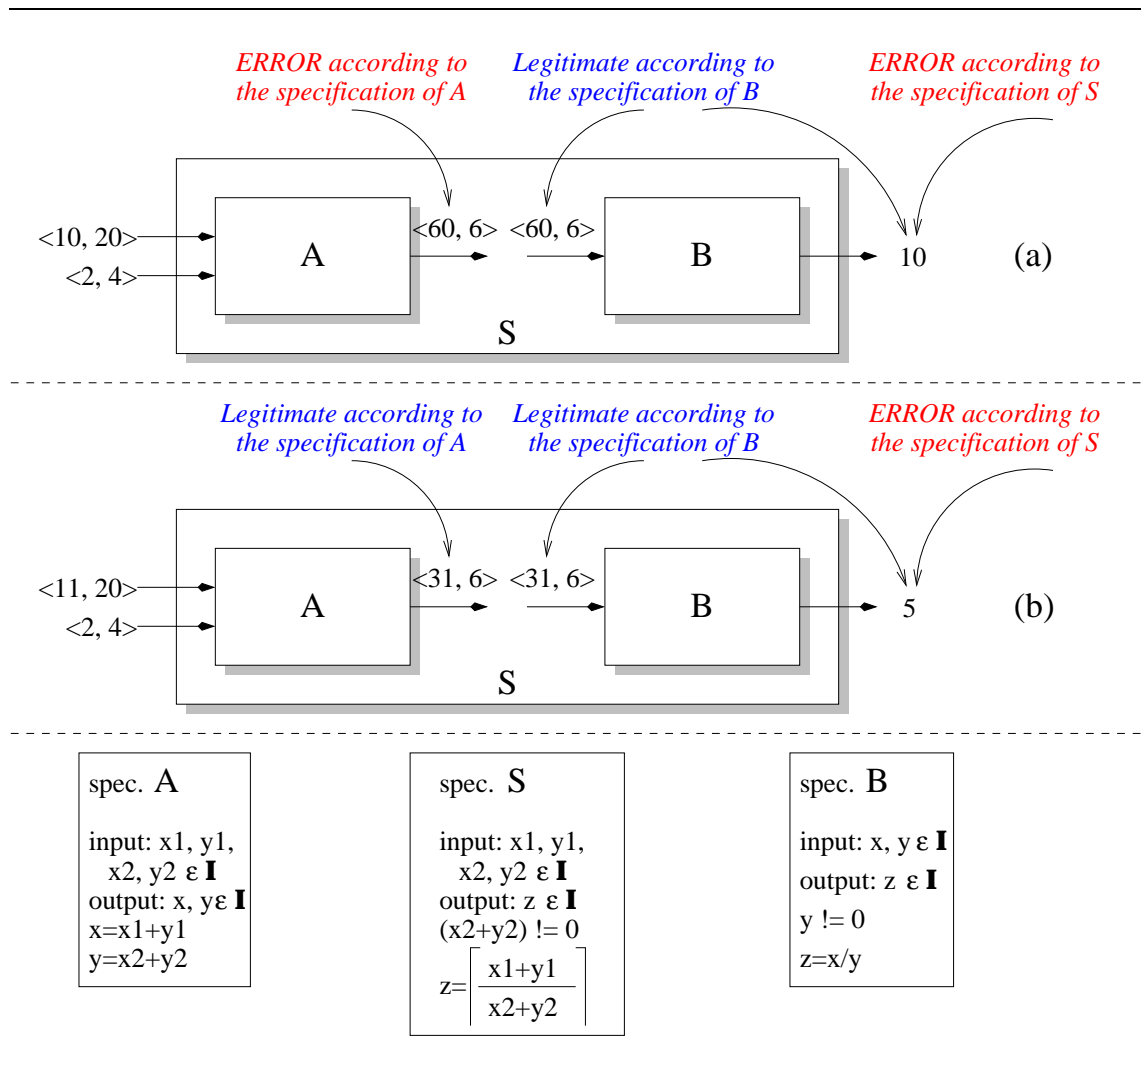 ERROR according to
the specification of A
Legitimate according to
the specification of B
ERROR according to
the specification of S
<10, 20>
<2, 4>
A
<60, 6>
<60, 6>
B
10
(a)
S
Legitimate according to
the specification of A
Legitimate according to
the specification of B
ERROR according to
the specification of S
<11, 20>
<2, 4>
A
<31, 6>
<31, 6>
B
5
(b)
S
spec. A
input: x1, y1,
x2, y2 ε I
output: x, y ε I
x=x1+y1
y=x2+y2
spec. S
input: x1, y1,
x2, y2 ε I
output: z ε I
(x2+y2) != 0
z=⌈x1+y1
x2+y2⌉
spec. B
input: x, y ε I
output: z ε I
y != 0
z=x/y